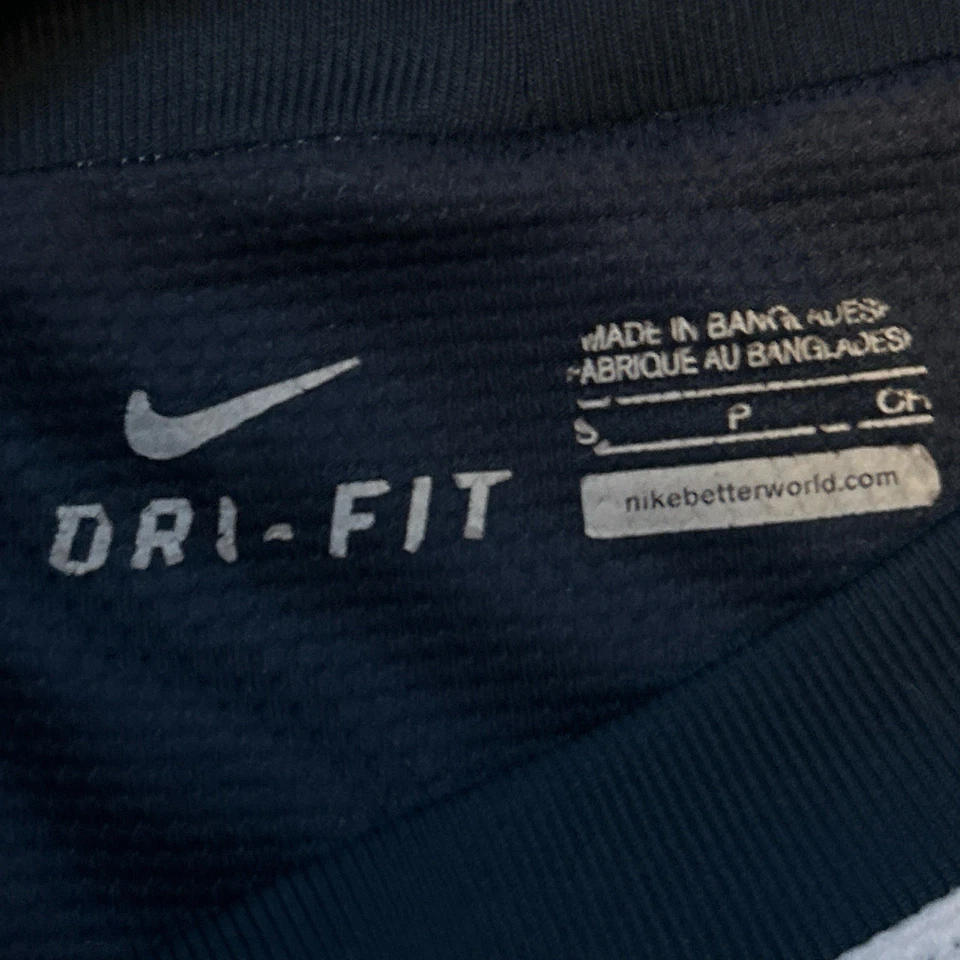 DRI-FIT
MADE IN BANGLADESH
FABRIQUE AU BANGLADESH
S P CH
nikebetterworld.com